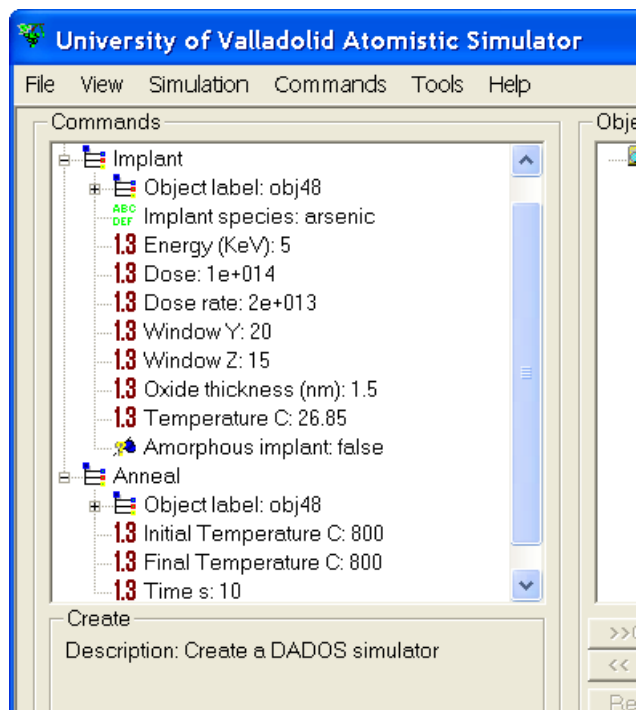 University of Valladolid Atomistic Simulator
File View Simulation Commands Tools Help
Commands
Implant
Object label: obj48
ABC
DEF
Implant species: arsenic
1.3 Energy (KeV): 5
1.3 Dose: 1e+014
1.3 Dose rate: 2e+013
1.3 Window Y: 20
1.3 Window Z: 15
1.3 Oxide thickness (nm): 1.5
1.3 Temperature C: 26.85
Amorphous implant: false
Anneal
Object label: obj48
1.3 Initial Temperature C: 800
1.3 Final Temperature C: 800
1.3 Time s: 10
Create
Description: Create a DADOS simulator
Obje
>>
<<
Re